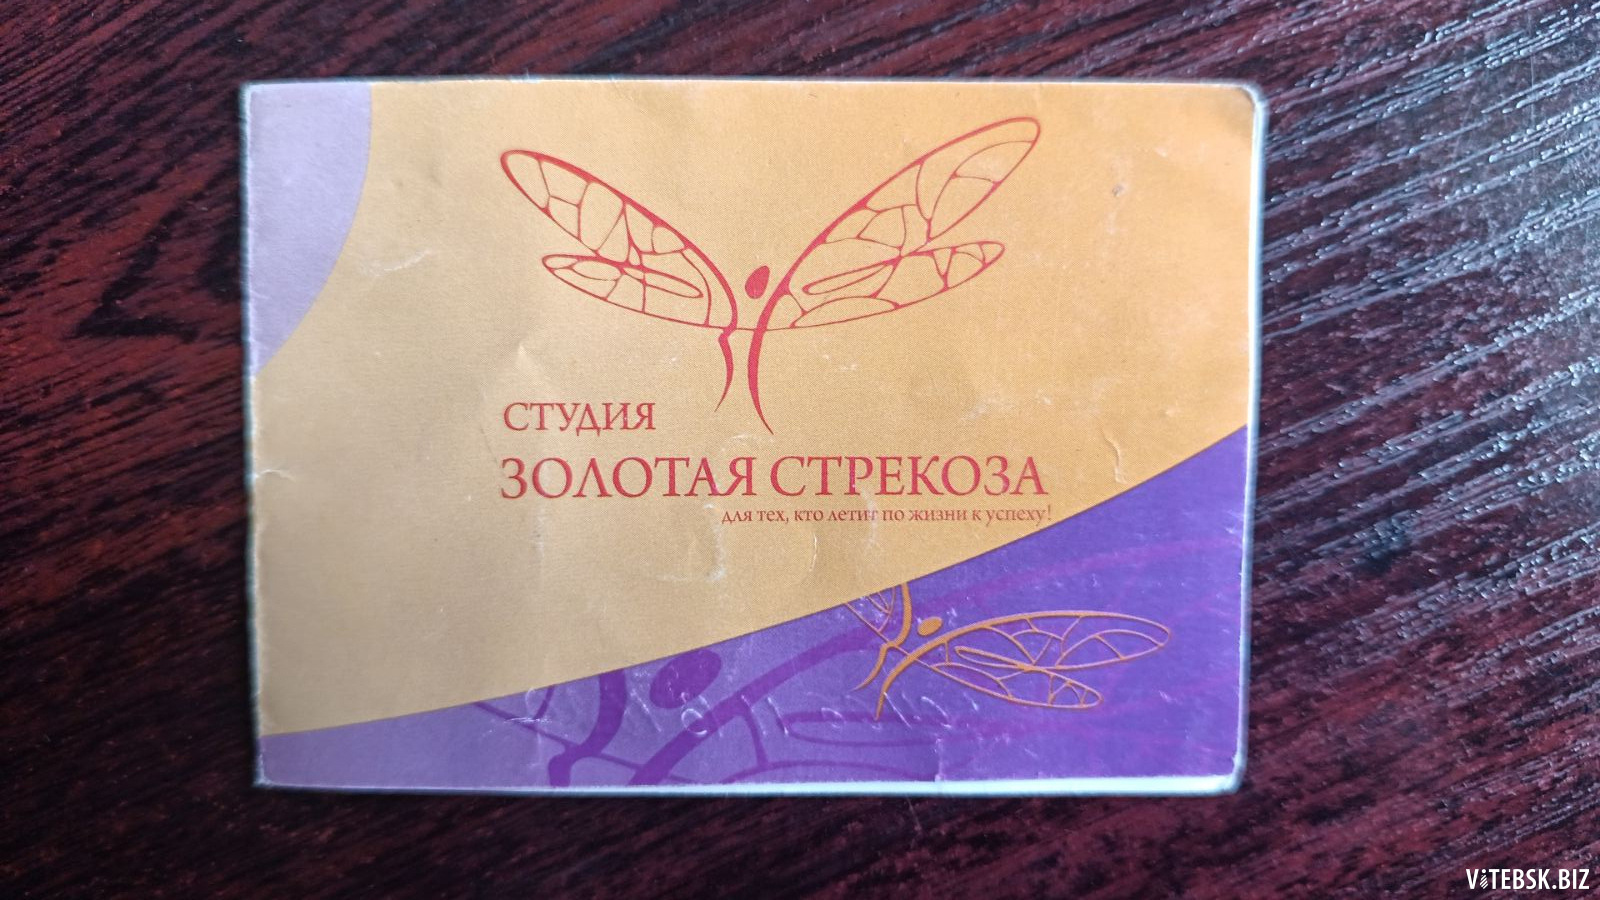 СТУДИЯ
ЗОЛОТАЯ СТРЕКОЗА
для тех, кто летит по жизни к успеху!
ViTEBSK.BIZ